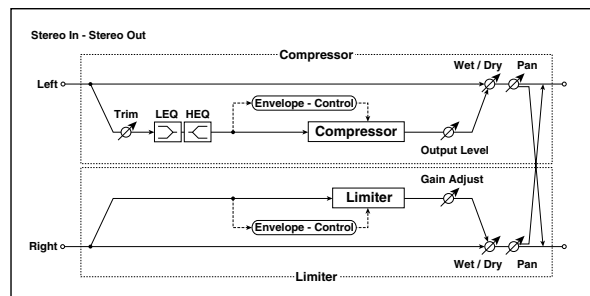 Stereo In - Stereo Out
Compressor
Wet / Dry Pan
Left
Trim LEQ HEQ
Envelope - Control
Compressor
Output Level
Gain Adjust
Limiter
Envelope - Control
Right
Wet / Dry Pan
Limiter